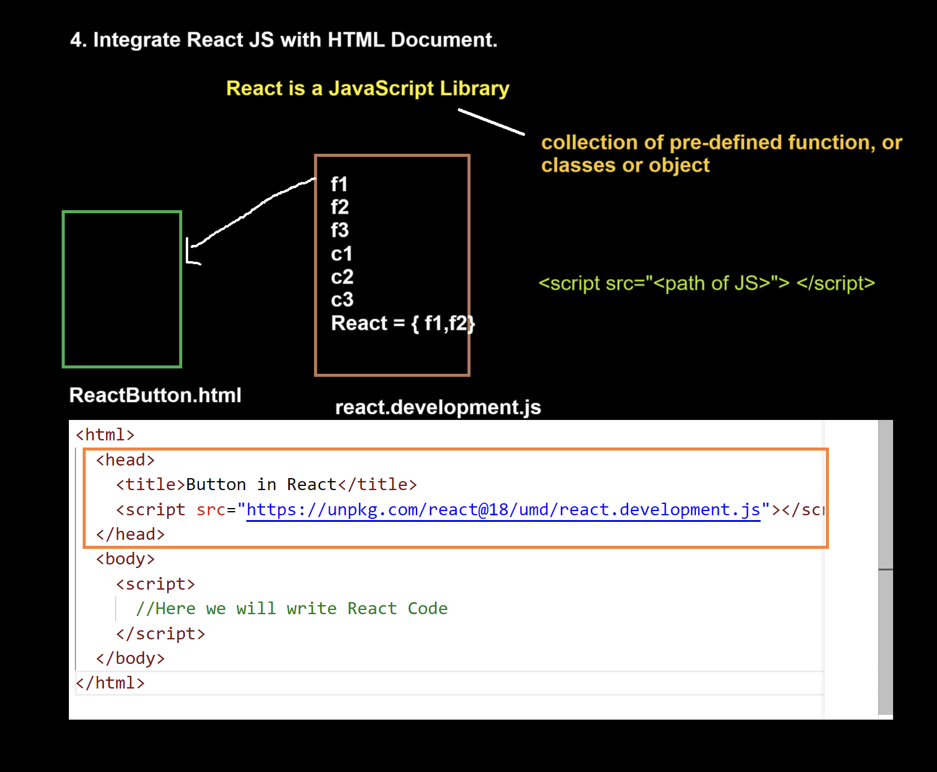 4. Integrate React JS with HTML Document.
React is a JavaScript Library
collection of pre-defined function, or
classes or object
f1
f2
f3
c1
c2
c3
React = { f1,f2}
<script src="<path of JS>"> </script>
ReactButton.html
react.development.js
<html>
<head>
<title>Button in React</title>
<script src="https://unpkg.com/react@18/umd/react.development.js"></scr
</head>
<body>
<script>
//Here we will write React Code
</script>
</body>
</html>